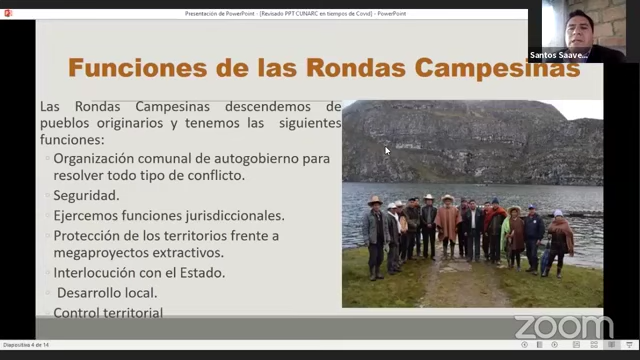 Presentación de PowerPoint - [Revisado PPT CUNARC en tiempos de Covid] - PowerPoint
Santos Saave...
Funciones de las Rondas Campesinas
Las Rondas Campesinas descendemos de
pueblos originarios y tenemos las siguientes
funciones:
Organización comunal de autogobierno para
resolver todo tipo de conflicto.
Seguridad.
Ejercemos funciones jurisdiccionales.
Protección de los territorios frente a
megaproyectos extractivos.
Interlocución con el Estado.
Desarrollo local.
Control territorial
zoom
Diapositiva 4 de 14